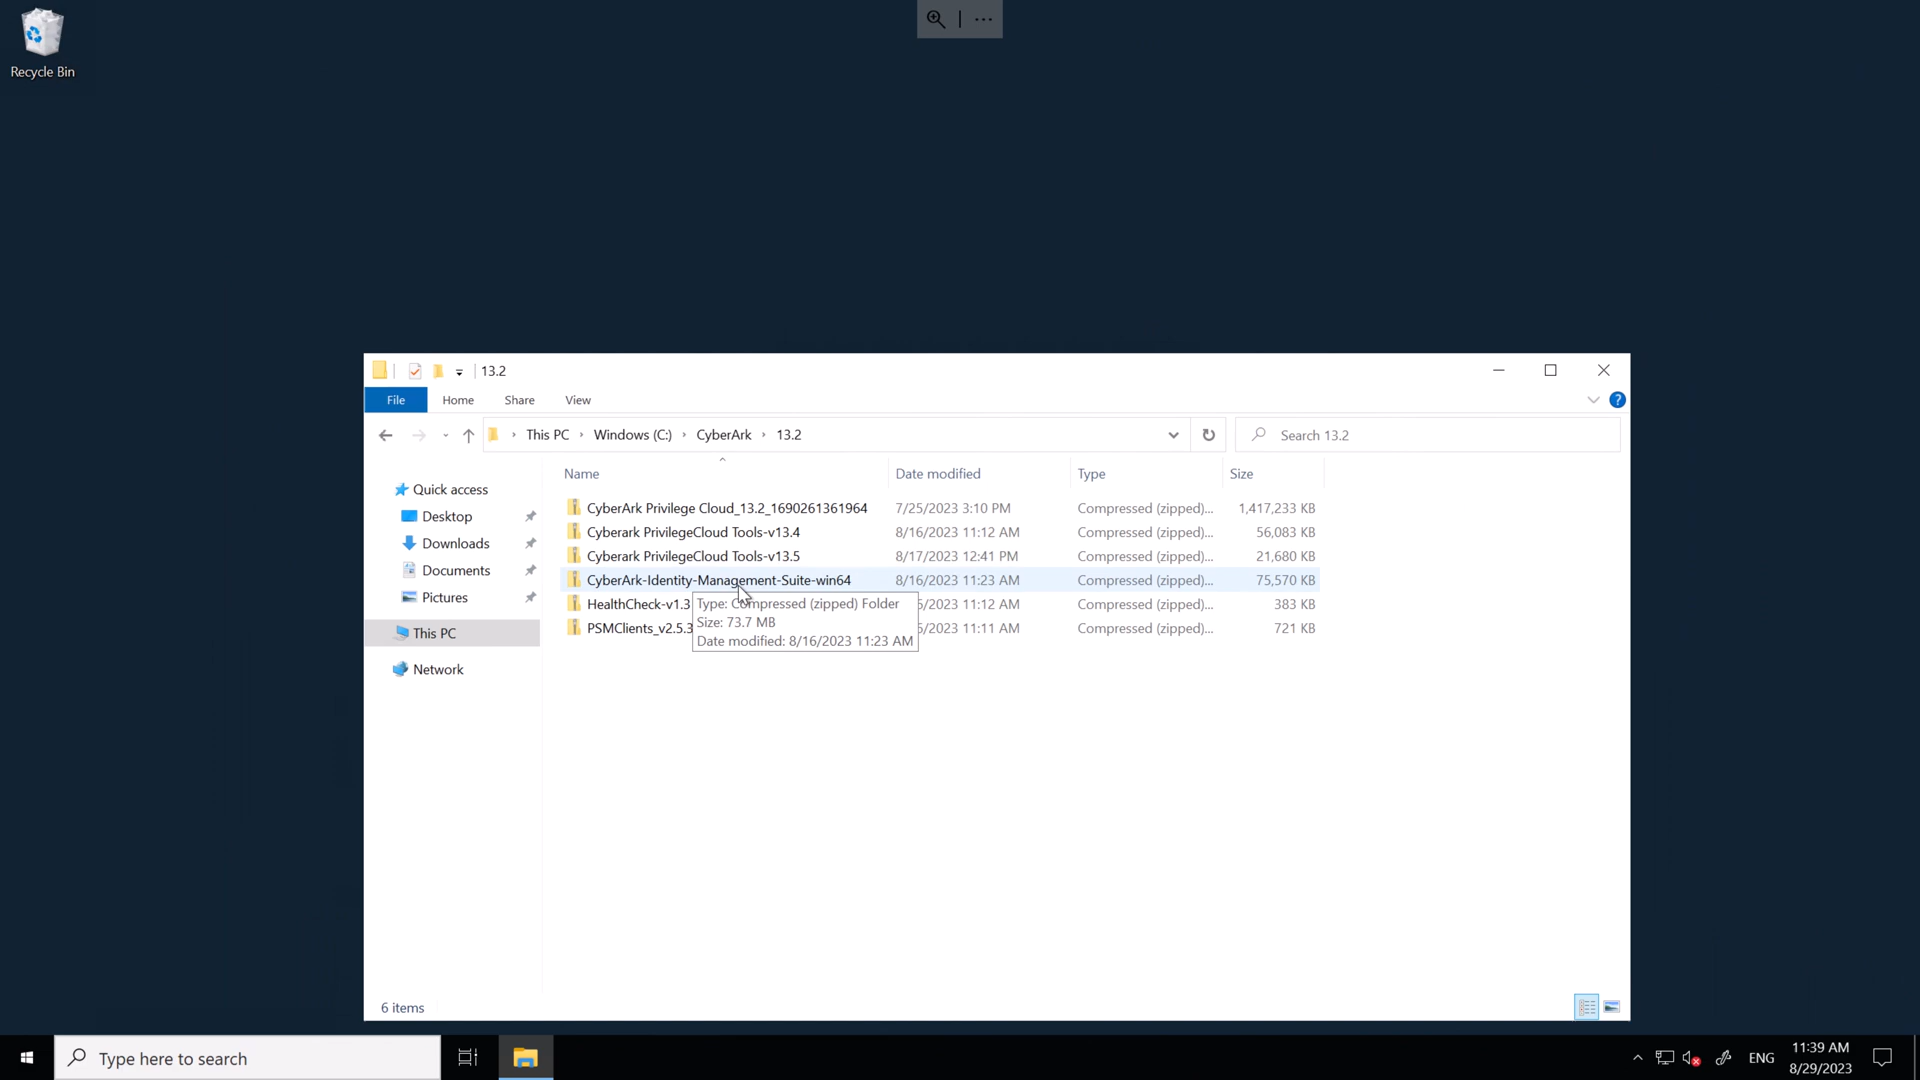 Recycle Bin
13.2
File
Home
Share
View
This PC
Windows (C:)
CyberArk
13.2
Search 13.2
Name
Date modified
Type
Size
Quick access
Desktop
Downloads
Documents
Pictures
This PC
Network
CyberArk Privilege Cloud_13.2_1690261361964 7/25/2023 3:10 PM Compressed (zipped)... 1,417,233 KB
Cyberark PrivilegeCloud Tools-v13.4 8/16/2023 11:12 AM Compressed (zipped)... 56,083 KB
Cyberark PrivilegeCloud Tools-v13.5 8/17/2023 12:41 PM Compressed (zipped)... 21,680 KB
CyberArk-Identity-Management-Suite-win64 8/16/2023 11:23 AM Compressed (zipped)... 75,570 KB
HealthCheck-v1.3 6/2023 11:12 AM Compressed (zipped)... 383 KB
PSMClients_v2.5.3 6/2023 11:11 AM Compressed (zipped)... 721 KB
Type: Compressed (zipped) Folder
Size: 73.7 MB
Date modified: 8/16/2023 11:23 AM
6 items
Type here to search
ENG
11:39 AM
8/29/2023